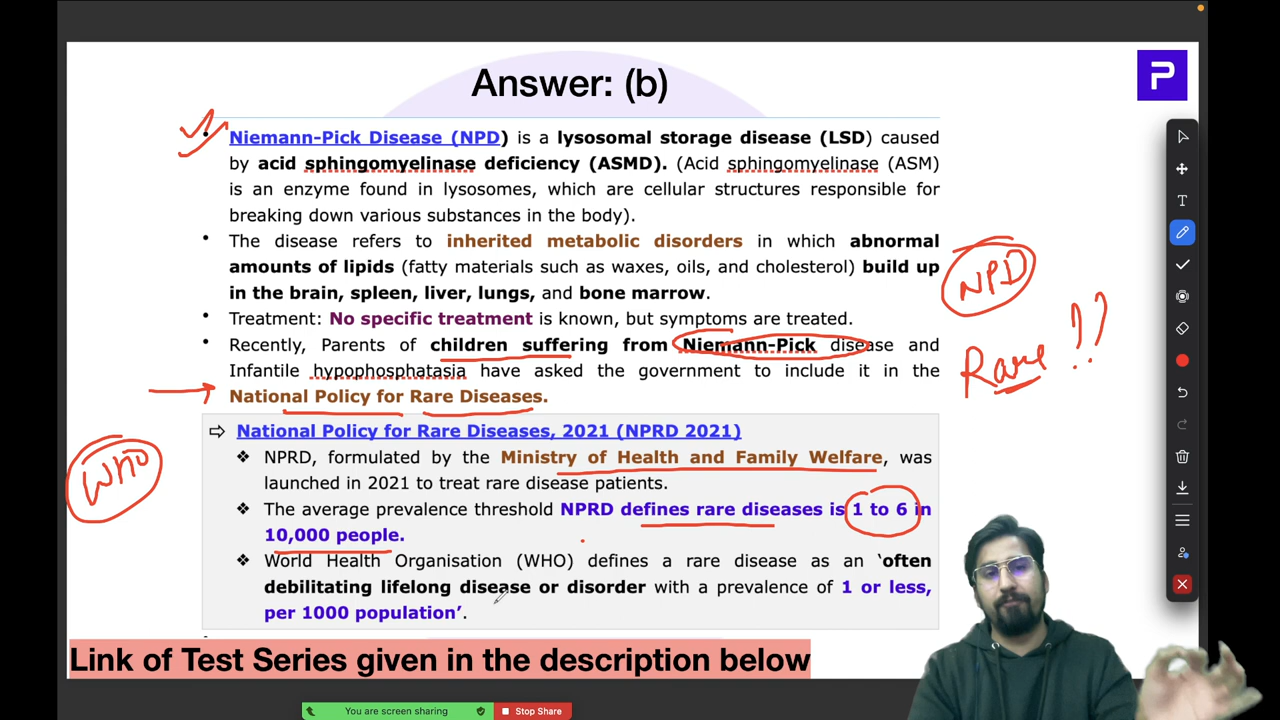 Answer: (b)
P
• Niemann-Pick Disease (NPD) is a lysosomal storage disease (LSD) caused
by acid sphingomyelinase deficiency (ASMD). (Acid sphingomyelinase (ASM)
is an enzyme found in lysosomes, which are cellular structures responsible for
breaking down various substances in the body).
• The disease refers to inherited metabolic disorders in which abnormal
amounts of lipids (fatty materials such as waxes, oils, and cholesterol) build up
in the brain, spleen, liver, lungs, and bone marrow.
NPD
• Treatment: No specific treatment is known, but symptoms are treated.
• Recently, Parents of children suffering from Niemann-Pick disease and
Infantile hypophosphatasia have asked the government to include it in the
National Policy for Rare Diseases.
Rare ??
⇨ National Policy for Rare Diseases, 2021 (NPRD 2021)
❖ NPRD, formulated by the Ministry of Health and Family Welfare, was
launched in 2021 to treat rare disease patients.
WHO
❖ The average prevalence threshold NPRD defines rare diseases is 1 to 6 in
10,000 people.
❖ World Health Organisation (WHO) defines a rare disease as an ‘often
debilitating lifelong disease or disorder with a prevalence of 1 or less,
per 1000 population’.
Link of Test Series given in the description below
You are screen sharing
Stop Share
T